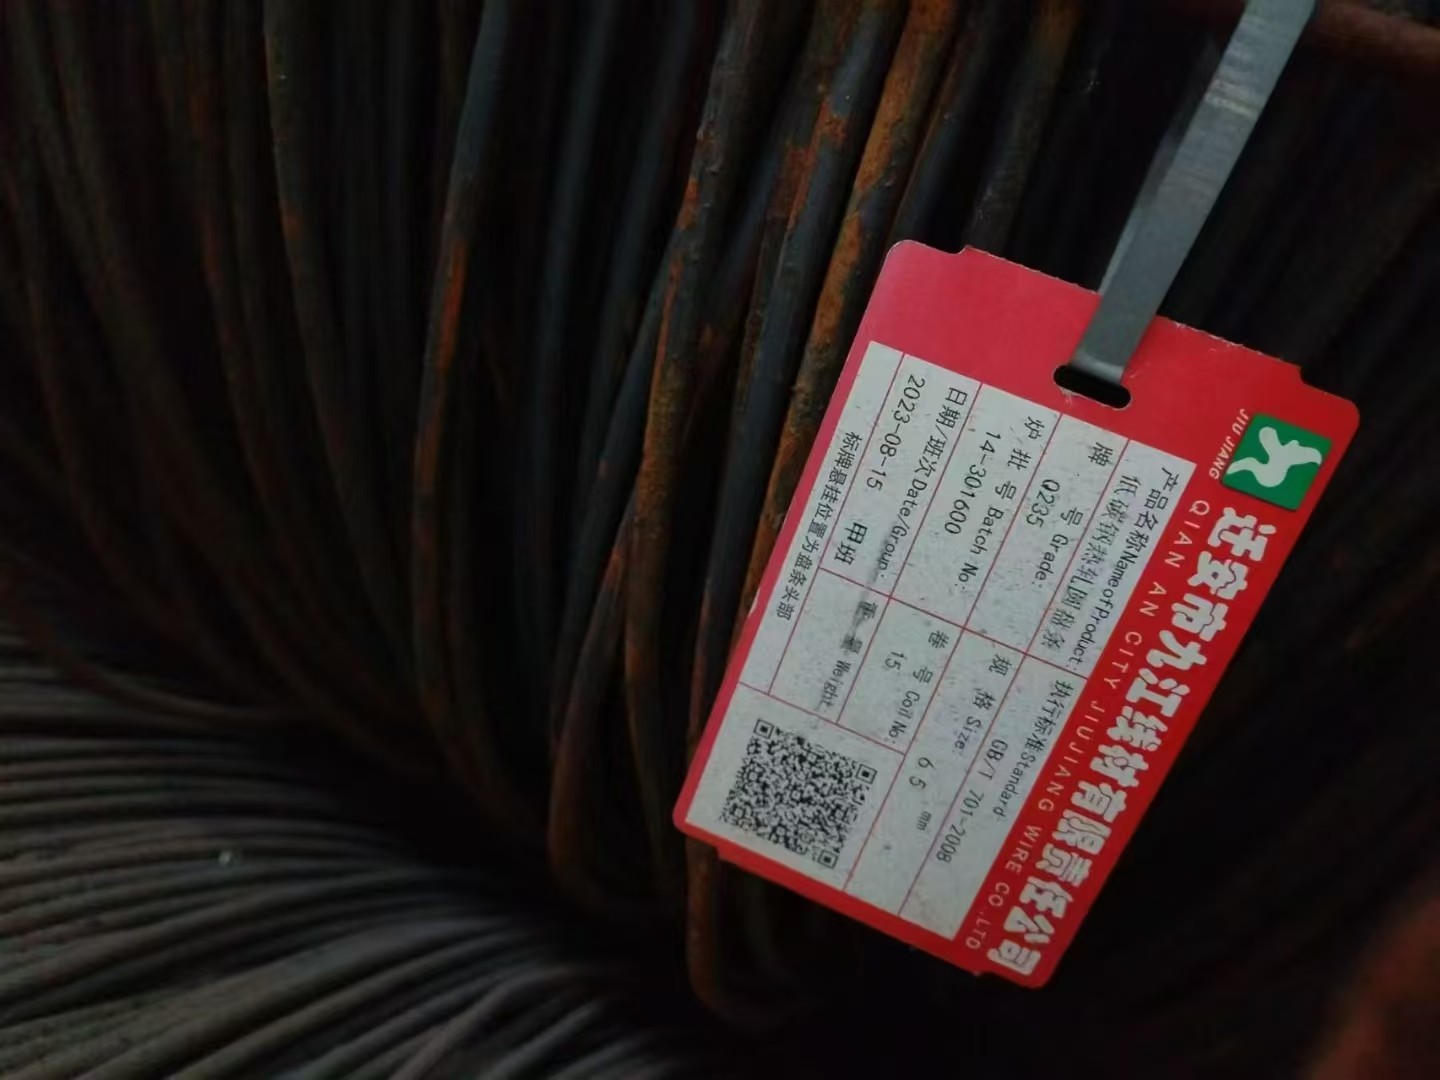 JIU JIANG
迁安市九江线材有限责任公司
QIAN AN CITY JIUJIANG WIRE CO.,LTD
产品名称Name of Product:
低碳钢热轧圆盘条
执行标准Standard:
GB/T 701-2008
牌 号 Grade:
Q235
规 格 Size:
6.5 mm
炉 批 号 Batch No:
14-301600
卷 号 Coil No:
15
日期/班次Date/Group:
2023-08-15 甲班
重 量 Weight
标牌悬挂位置为盘条头部